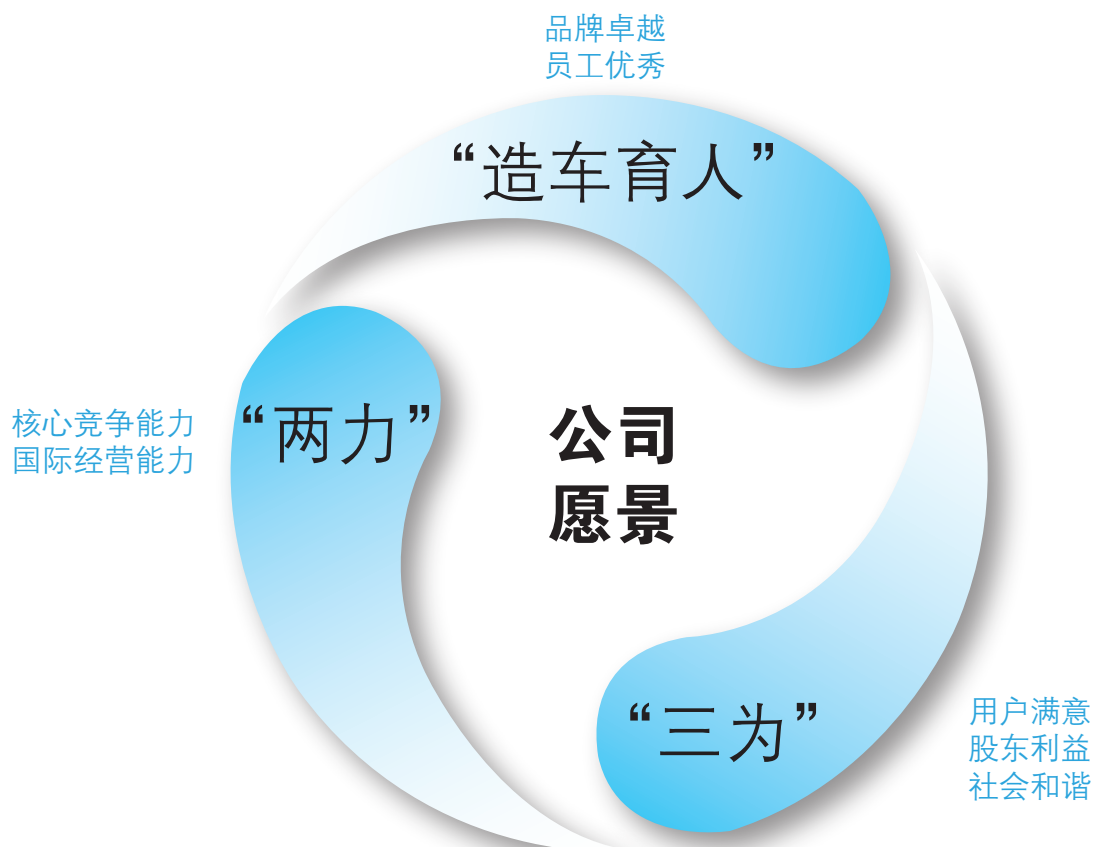 品牌卓越
员工优秀
“造车育人”
核心竞争能力
国际经营能力
“两力”
公司
愿景
“三为”
用户满意
股东利益
社会和谐